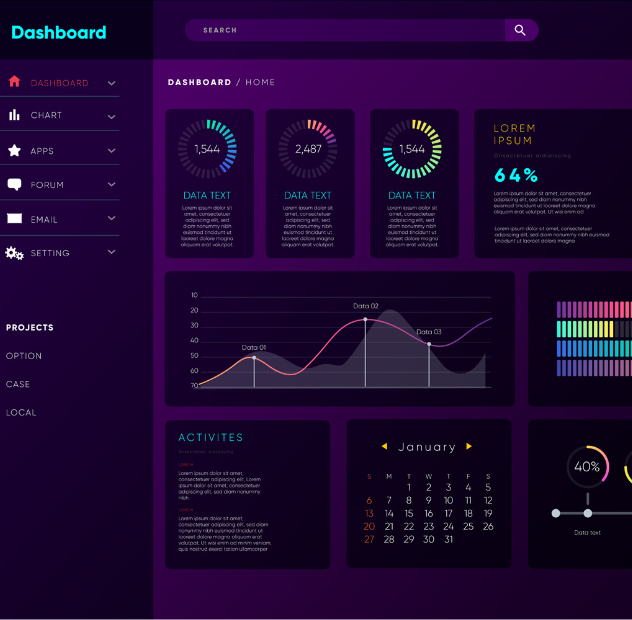 Dashboard
SEARCH
DASHBOARD
CHART
APPS
FORUM
EMAIL
SETTING
PROJECTS
OPTION
CASE
LOCAL
DASHBOARD / HOME
1,544
DATA TEXT
Lorem ipsum dolor sit
amet, consectetuer
adipiscing elit, sed
diam nonummy nibh
tincidunt ut
laoreet dolore magna
aliquam erat volutpat.
2,487
DATA TEXT
Lorem ipsum dolor sit
amet, consectetuer
adipiscing elit, sed
diam nonummy nibh
tincidunt ut
laoreet dolore magna
aliquam erat volutpat.
1,544
DATA TEXT
Lorem ipsum dolor sit
amet, consectetuer
adipiscing elit, sed
diam nonummy nibh
tincidunt ut
laoreet dolore magna
aliquam erat volutpat.
LOREM
IPSUM
64%
Lorem ipsum dolor sit amet, consectetuer
adipiscing elit, sed diam nonummy nibh
euismod tincidunt ut laoreet dolore magna
aliquam erat volutpat. Ut wisi enim ad
Lorem ipsum dolor sit amet, consectetuer
adipiscing elit, sed diam nonummy nibh euismod
tincidunt ut laoreet dolore magna
10
20
30
40
50
60
70
Data 01
Data 02
Data 03
ACTIVITES
Lorem ipsum dolor sit amet,
consectetuer Lorem ipsum
dolor sit amet, consectetuer
adipiscing elit, sed diam nonummy
nibh
Lorem ipsum dolor sit amet, consectetuer
adipiscing elit, sed diam nonummy nibh
euismod tincidunt ut laoreet dolore magna aliquam erat
volutpat. Ut wisi enim ad minim veniam,
quis nostrud exerci tation ullamcorper
January
S M T W T F S
1 2 3 4 5
6 7 8 9 10 11 12
13 14 15 16 17 18 19
20 21 22 23 24 25 26
27 28 29 30 31
40%
Data text